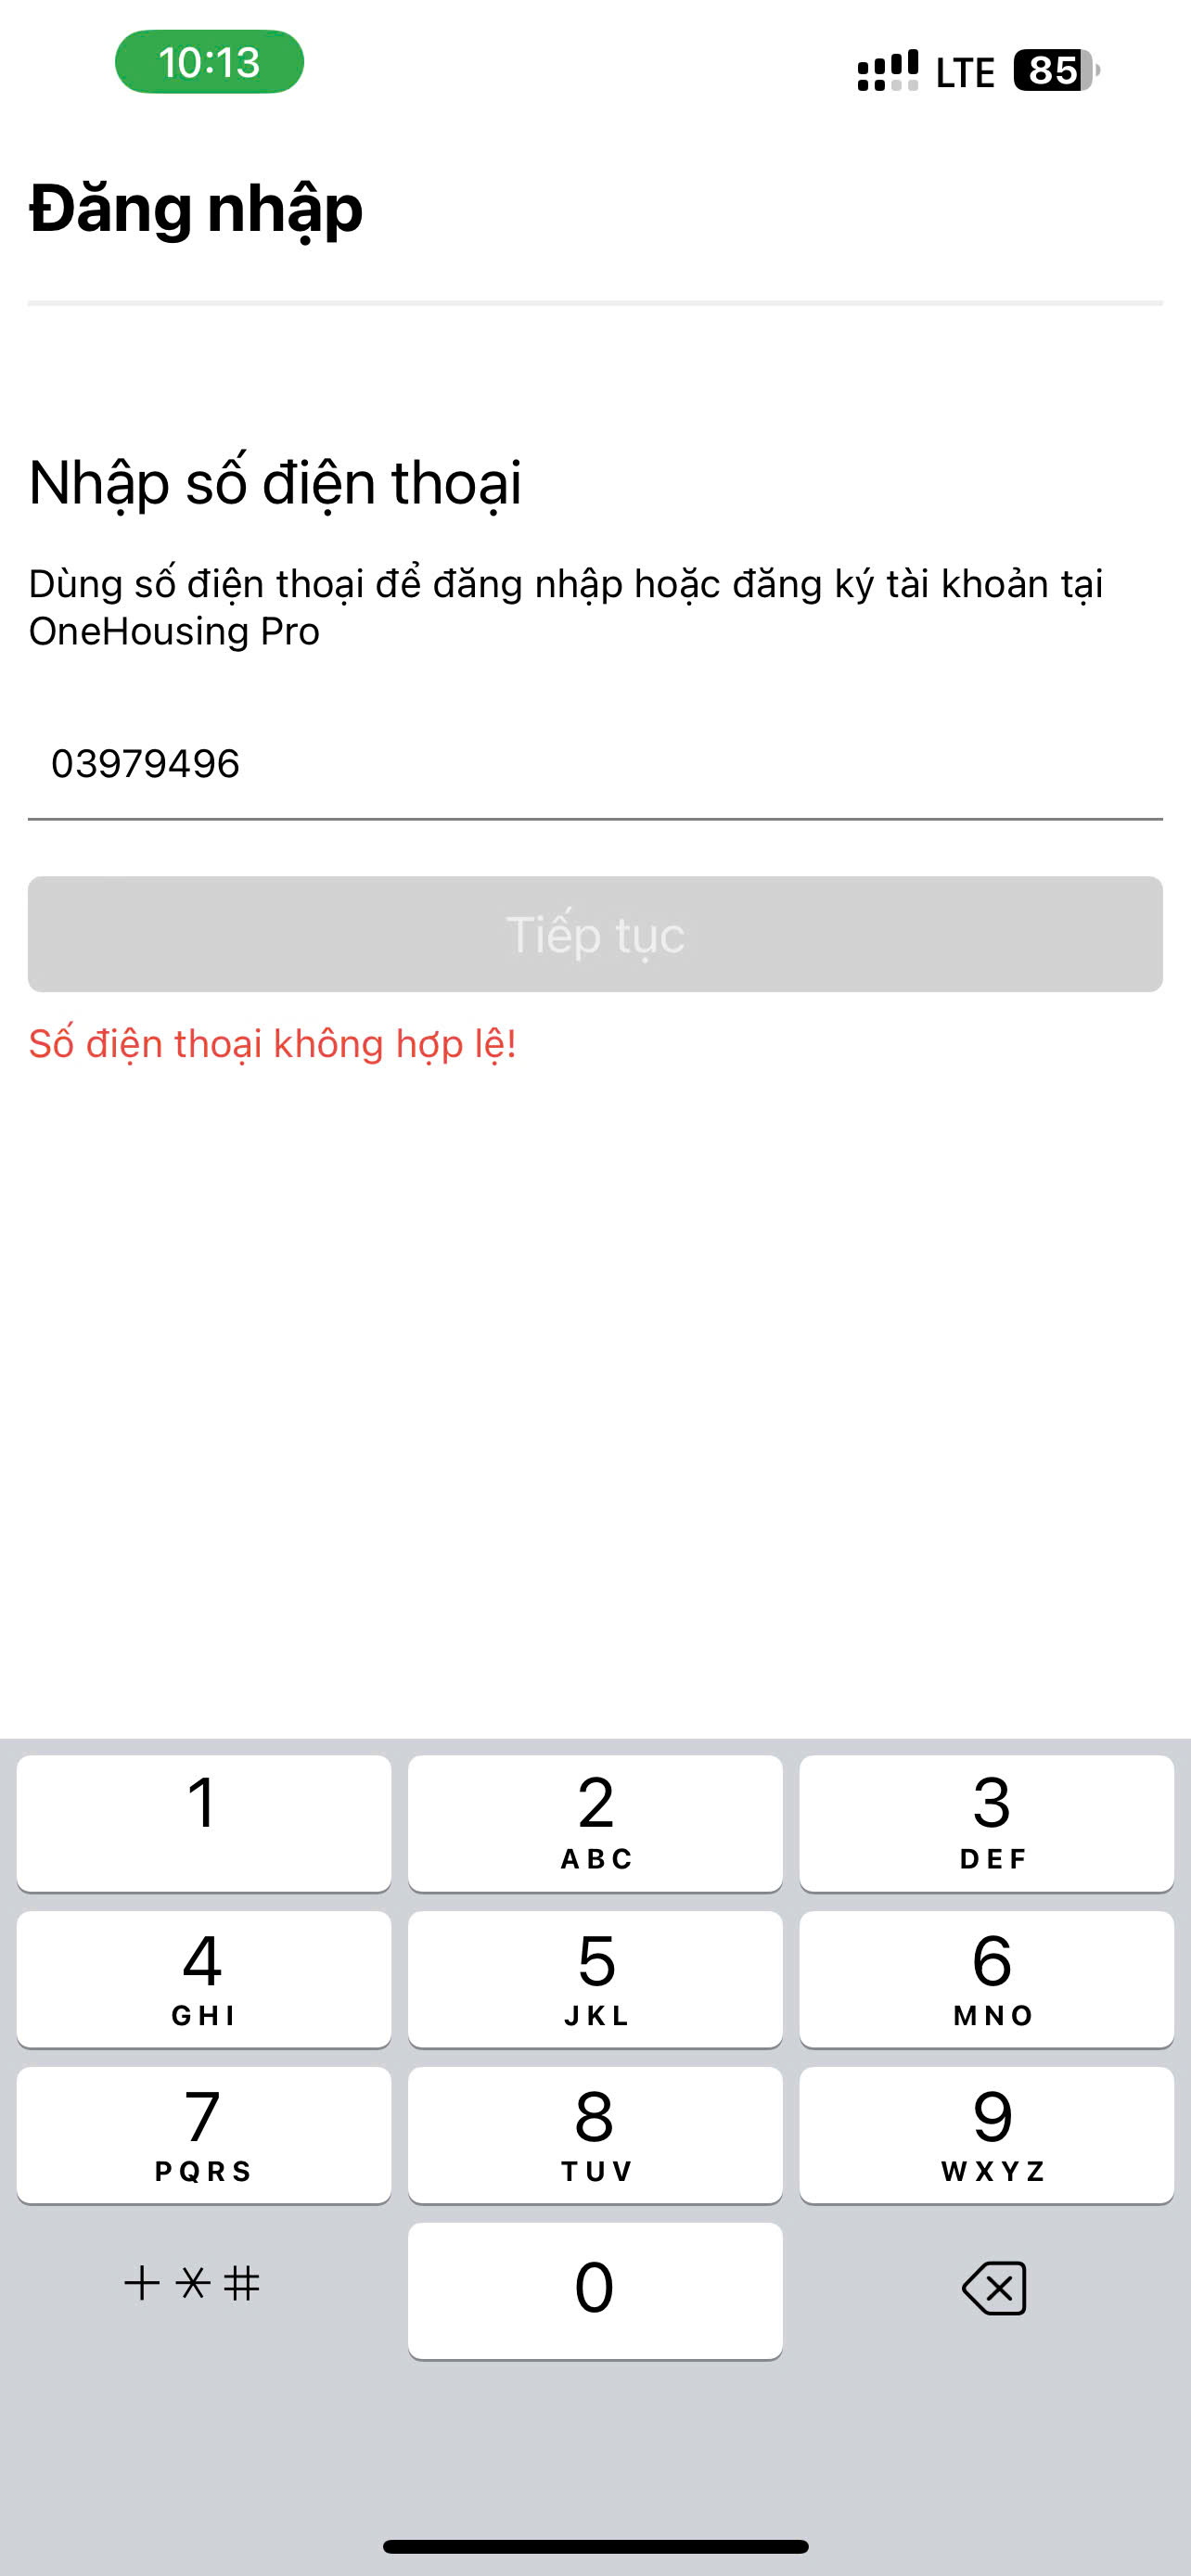 10:13
LTE 85
Đăng nhập
Nhập số điện thoại
Dùng số điện thoại để đăng nhập hoặc đăng ký tài khoản tại
OneHousing Pro
03979496
Tiếp tục
Số điện thoại không hợp lệ!
1 2 3
ABC DEF
4 5 6
GHI JKL MNO
7 8 9
PQRS TUV WXYZ
+*# 0